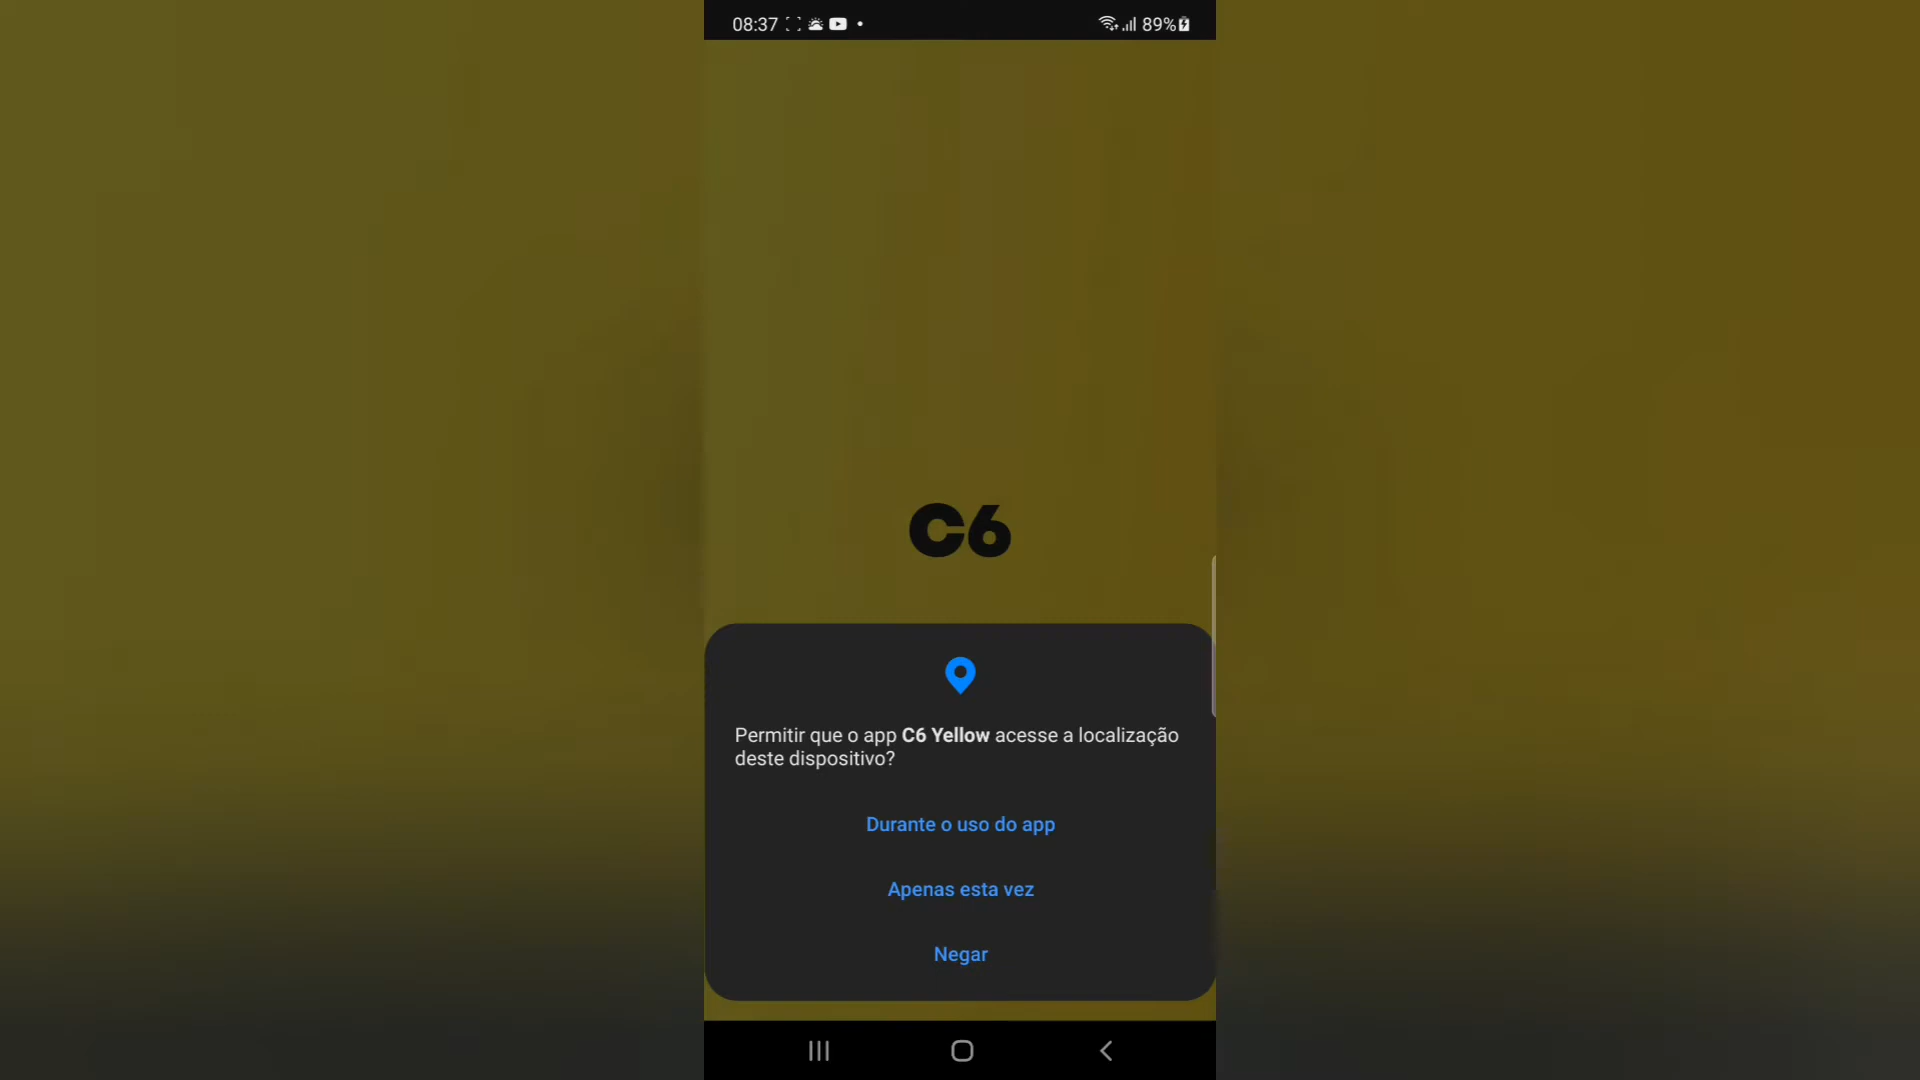 08:37
89%
C6
Permitir que o app C6 Yellow acesse a localização
deste dispositivo?
Durante o uso do app
Apenas esta vez
Negar